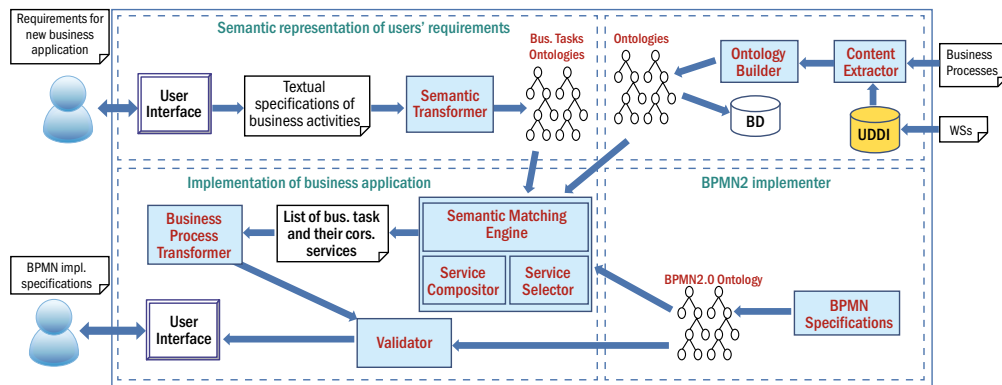 Requirements for
new business
application
Semantic representation of users’ requirements
Bus. Tasks
Ontologies
Ontologies
Ontology
Builder
Content
Extractor
Business
Processes
User
Interface
Textual
specifications of
business activities
Semantic
Transformer
BD
UDDI
WSs
Implementation of business application
BPMN2 implementer
Business
Process
Transformer
List of bus. task
and their cors.
services
Semantic Matching
Engine
Service
Compositor
Service
Selector
BPMN impl.
specifications
BPMN2.0 Ontology
BPMN
Specifications
User
Interface
Validator